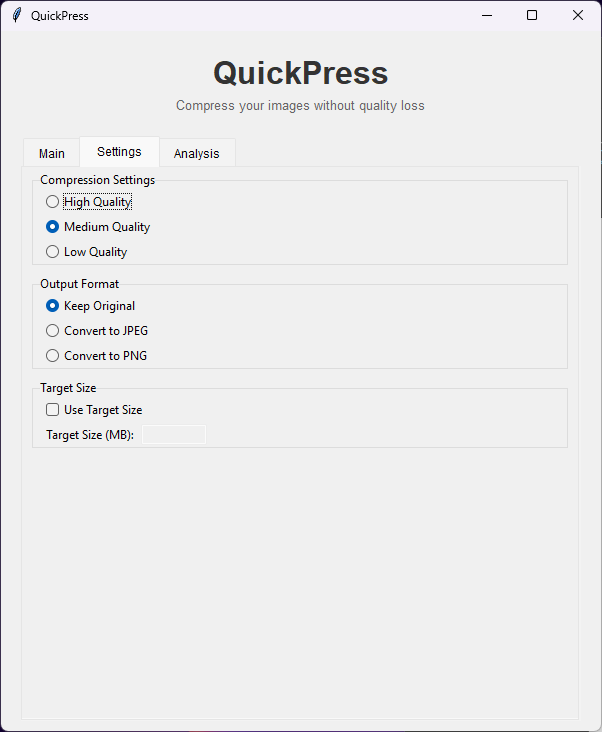 QuickPress
QuickPress
Compress your images without quality loss
Main Settings Analysis
Compression Settings
High Quality
Medium Quality
Low Quality
Output Format
Keep Original
Convert to JPEG
Convert to PNG
Target Size
Use Target Size
Target Size (MB):